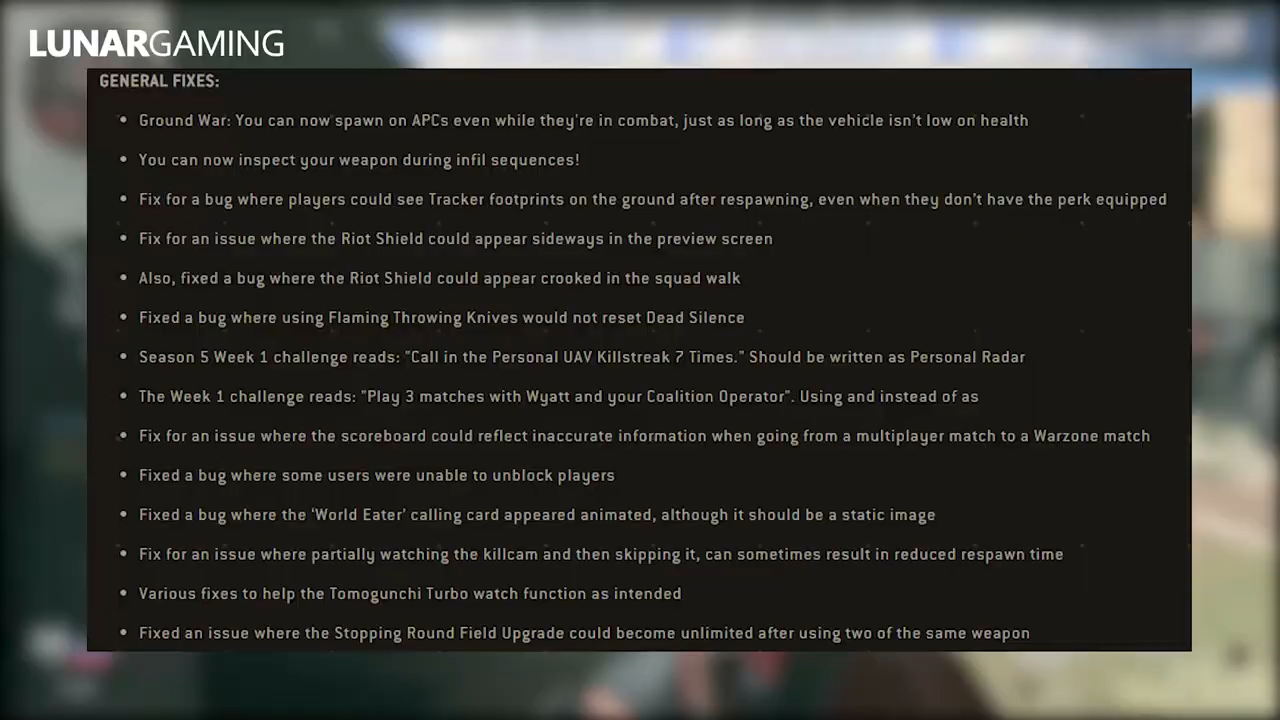 LUNARGAMING
GENERAL FIXES:
• Ground War: You can now spawn on APCs even while they're in combat, just as long as the vehicle isn't low on health
• You can now inspect your weapon during infil sequences!
• Fix for a bug where players could see Tracker footprints on the ground after respawning, even when they don't have the perk equipped
• Fix for an issue where the Riot Shield could appear sideways in the preview screen
• Also, fixed a bug where the Riot Shield could appear crooked in the squad walk
• Fixed a bug where using Flaming Throwing Knives would not reset Dead Silence
• Season 5 Week 1 challenge reads: "Call in the Personal UAV Killstreak 7 Times." Should be written as Personal Radar
• The Week 1 challenge reads: "Play 3 matches with Wyatt and your Coalition Operator". Using and instead of as
• Fix for an issue where the scoreboard could reflect inaccurate information when going from a multiplayer match to a Warzone match
• Fixed a bug where some users were unable to unblock players
• Fixed a bug where the ‘World Eater’ calling card appeared animated, although it should be a static image
• Fix for an issue where partially watching the killcam and then skipping it, can sometimes result in reduced respawn time
• Various fixes to help the Tomogunchi Turbo watch function as intended
• Fixed an issue where the Stopping Round Field Upgrade could become unlimited after using two of the same weapon